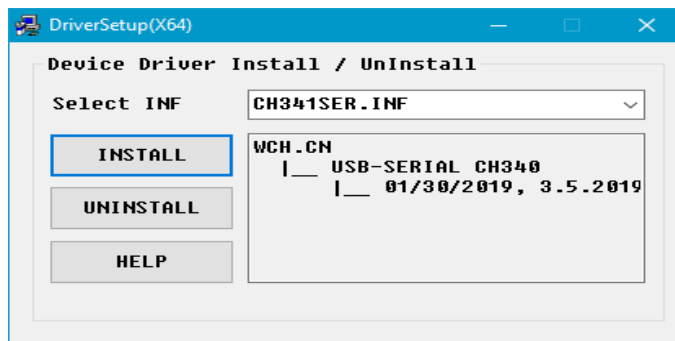 DriverSetup(X64)
Device Driver Install / UnInstall
Select INF
CH341SER.INF
INSTALL
UNINSTALL
HELP
WCH.CN
|__ USB-SERIAL CH340
|__ 01/30/2019, 3.5.2019